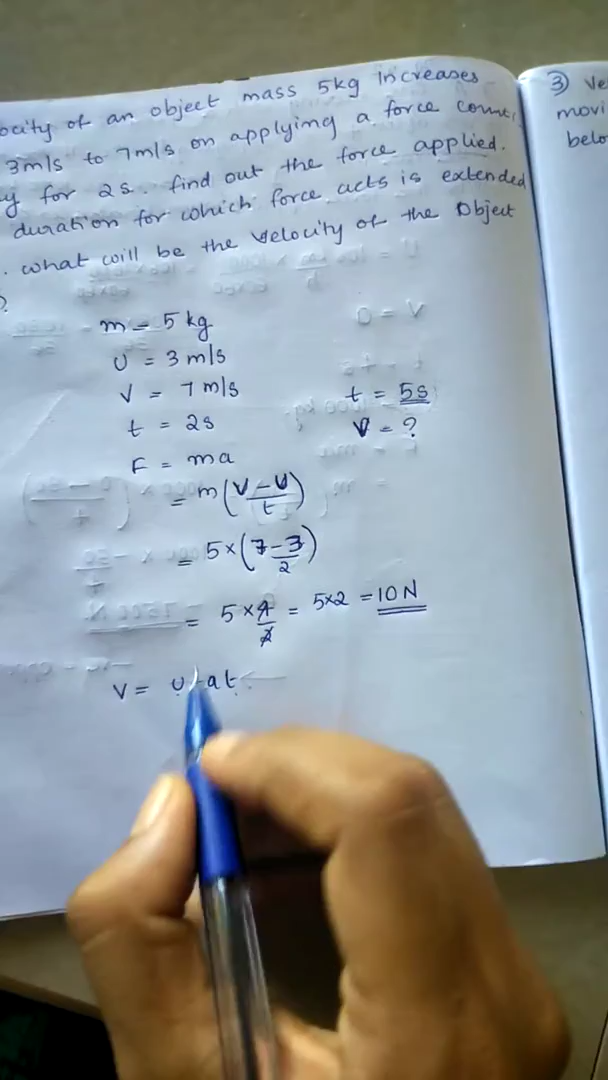 ocity of an object mass 5kg increases
3m/s to 7m/s on applying a force
y for 2s. find out the force applied.
duration for which force acts is extended
. what will be the velocity of the Object
?
m = 5 kg
U = 3 m/s
V = 7 m/s
t = 2s
F = ma
= m(V-U/t)
= 5×(7-3/2)
= 5×4/2 = 5×2 = 10N
V = U at
t = 5s
V = ?
3) Ve
movi
belo